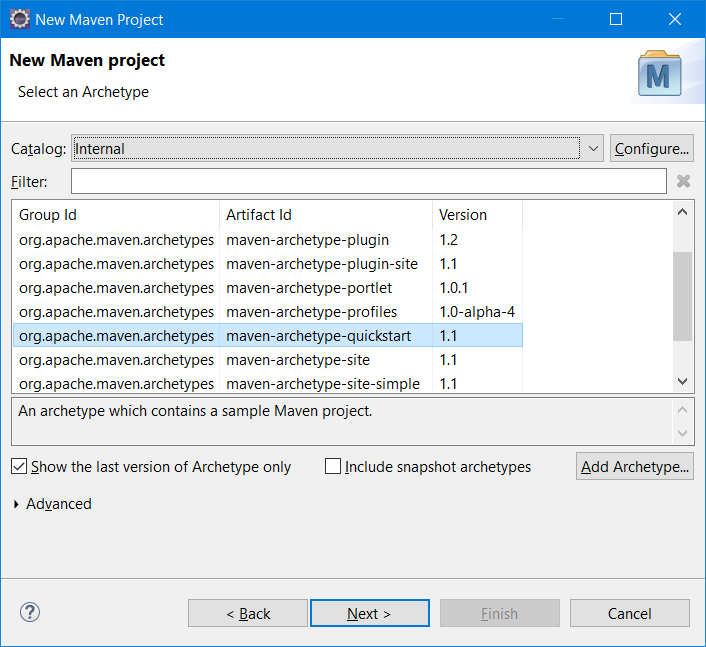 New Maven Project
New Maven project
Select an Archetype
M
Catalog: Internal Configure...
Filter:
Group Id Artifact Id Version
org.apache.maven.archetypes maven-archetype-plugin 1.2
org.apache.maven.archetypes maven-archetype-plugin-site 1.1
org.apache.maven.archetypes maven-archetype-portlet 1.0.1
org.apache.maven.archetypes maven-archetype-profiles 1.0-alpha-4
org.apache.maven.archetypes maven-archetype-quickstart 1.1
org.apache.maven.archetypes maven-archetype-site 1.1
org.apache.maven.archetypes maven-archetype-site-simple 1.1
An archetype which contains a sample Maven project.
Show the last version of Archetype only Include snapshot archetypes Add Archetype...
Advanced
? < Back Next > Finish Cancel